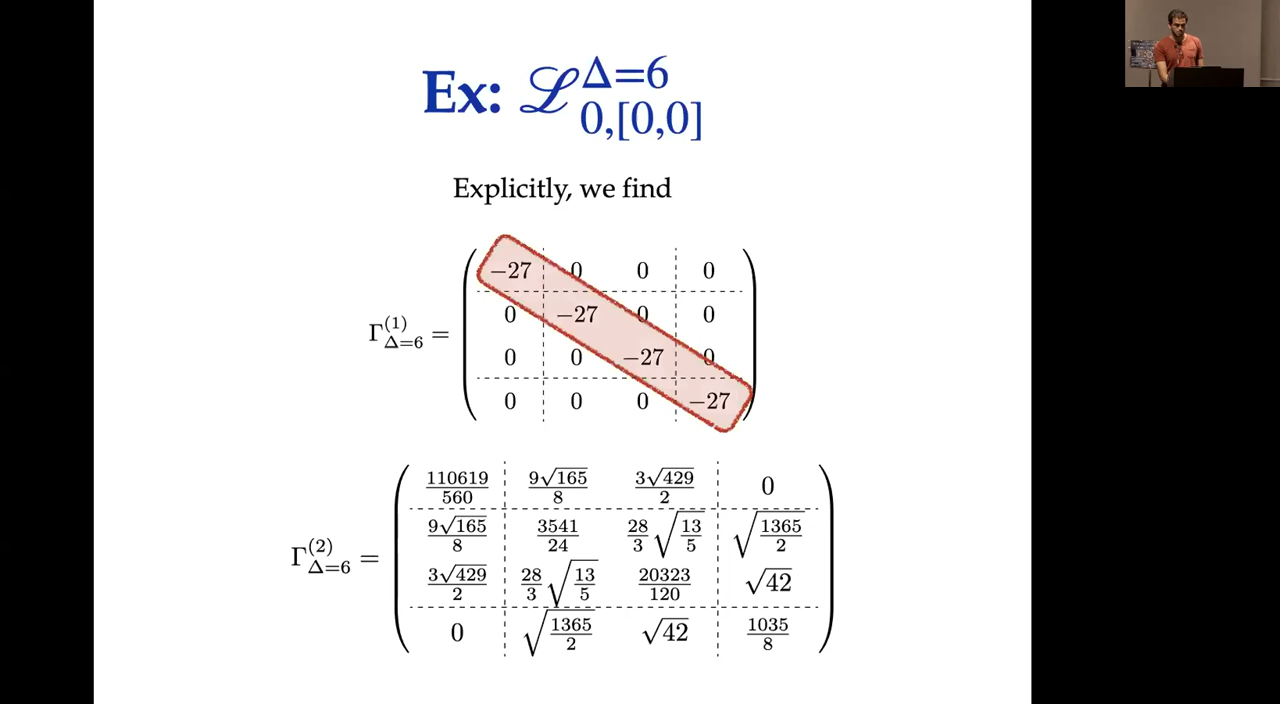 Ex: ℒ^{Δ=6}_{0,[0,0]}
Explicitly, we find
−27 0 0 0
0 −27 0 0
Γ^{(1)}_{Δ=6} =
0 0 −27 0
0 0 0 −27
110619/560 9√165/8 3√429/2 0
9√165/8 3541/24 28/3 √(13/5) √(1365/2)
Γ^{(2)}_{Δ=6} =
3√429/2 28/3 √(13/5) 20323/120 √42
0 √(1365/2) √42 1035/8